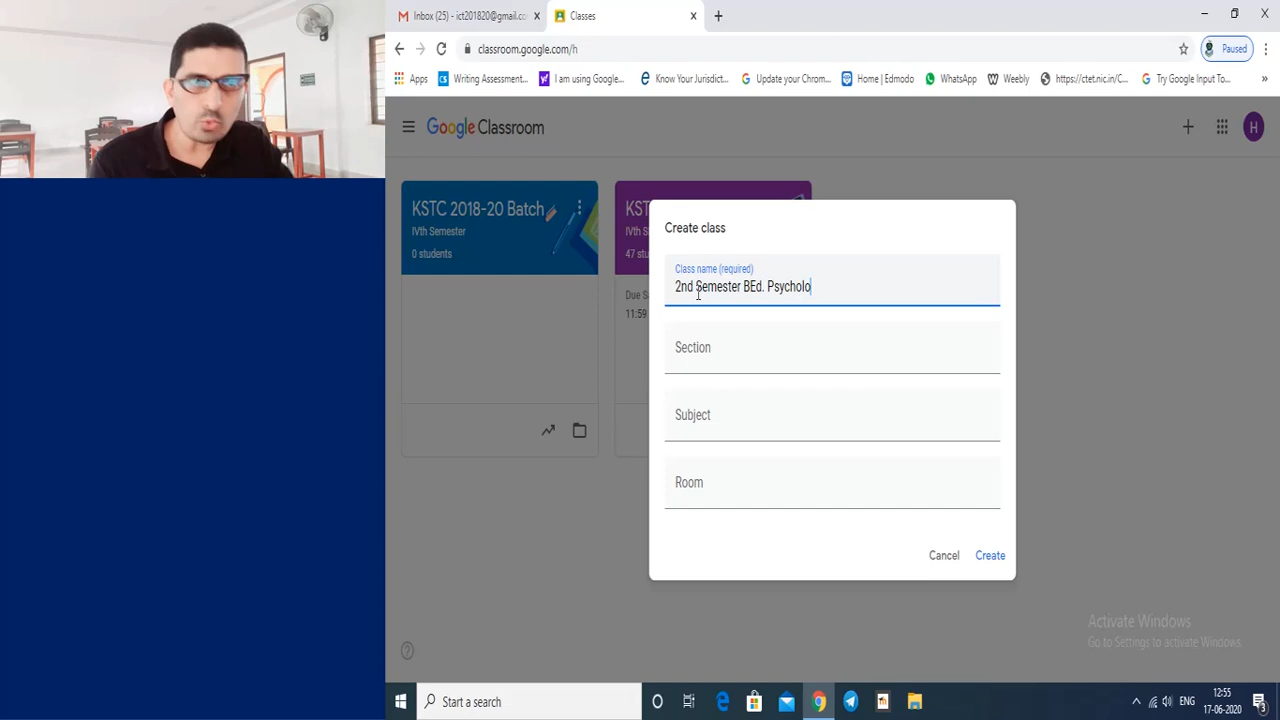 Inbox (25) - ict201820@gmail.co
Classes
classroom.google.com/h
Paused
Apps
Writing Assessment...
I am using Google...
Know Your Jurisdict...
Update your Chrom...
Home | Edmodo
WhatsApp
Weebly
https://ctednic.in/C...
Try Google Input To...
Google Classroom
H
KSTC 2018-20 Batch
IVth Semester
0 students
KST
IVth S
47 stu
Due Sa
11:59
Create class
Class name (required)
2nd Semester BEd. Psycholo
Section
Subject
Room
Cancel
Create
Activate Windows
Go to Settings to activate Windows.
Start a search
ENG
12:55
17-06-2020
3